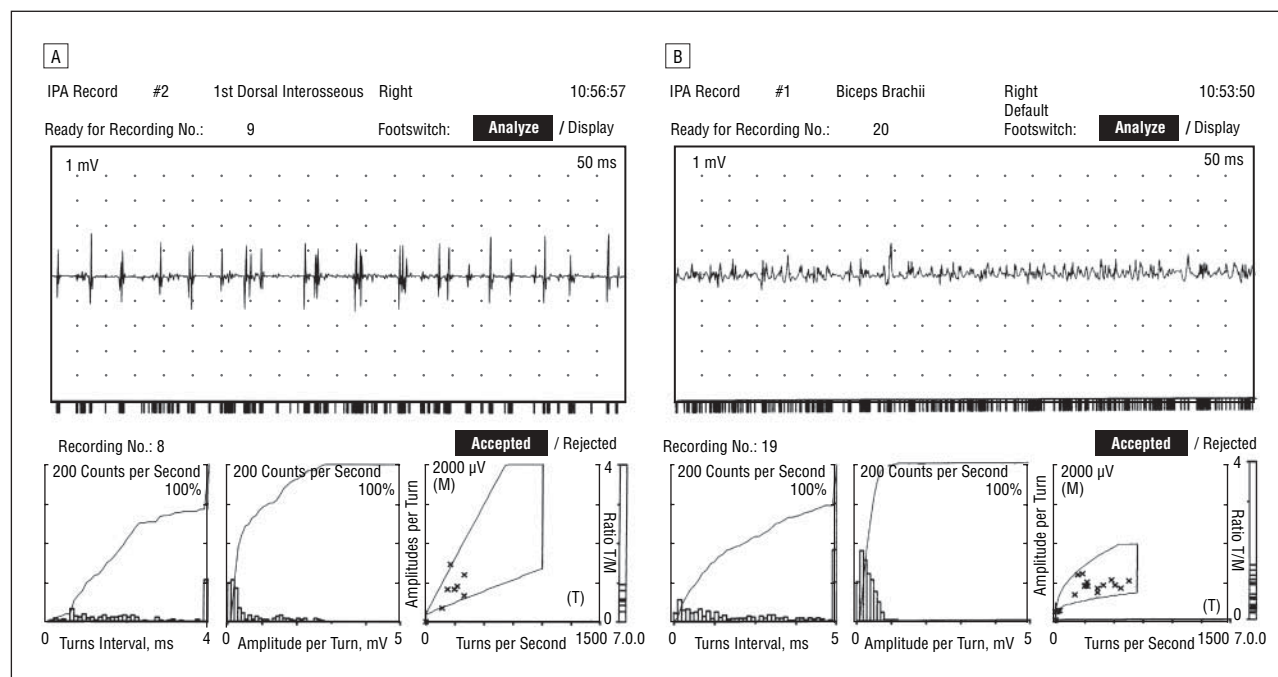 A
IPA Record #2 1st Dorsal Interosseous Right 10:56:57
Ready for Recording No.: 9 Footswitch: Analyze / Display
1 mV 50 ms
Recording No.: 8 Accepted / Rejected
200 Counts per Second
100%
0 Turns Interval, ms 4
200 Counts per Second
100%
0 Amplitude per Turn, mV 5
Amplitudes per Turn
2000 µV
(M)
(T)
0 Turns per Second 1500
4
Ratio T/M
0
7.0.0
B
IPA Record #1 Biceps Brachii Right 10:53:50
Default
Ready for Recording No.: 20 Footswitch: Analyze / Display
1 mV 50 ms
Recording No.: 19 Accepted / Rejected
200 Counts per Second
100%
0 Turns Interval, ms 5
200 Counts per Second
100%
0 Amplitude per Turn, mV 5
Amplitude per Turn
2000 µV
(M)
(T)
0 Turns per Second 1500
4
Ratio T/M
0
7.0.0